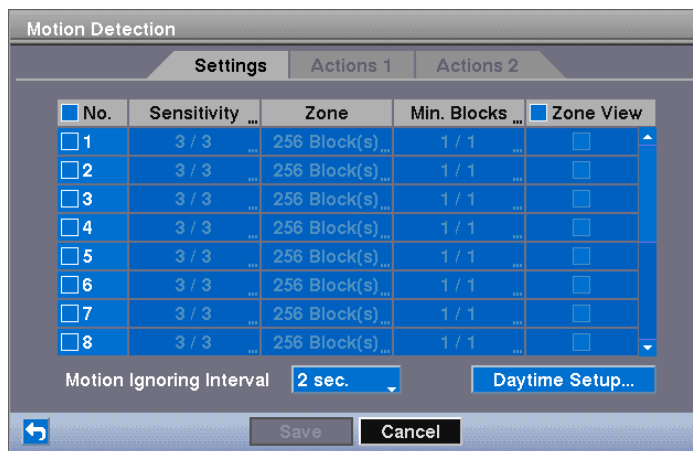 Motion Detection
Settings Actions 1 Actions 2
No. Sensitivity ... Zone Min. Blocks ... Zone View
1 3 / 3 ... 256 Block(s)... 1 / 1 ...
2 3 / 3 ... 256 Block(s)... 1 / 1 ...
3 3 / 3 ... 256 Block(s)... 1 / 1 ...
4 3 / 3 ... 256 Block(s)... 1 / 1 ...
5 3 / 3 ... 256 Block(s)... 1 / 1 ...
6 3 / 3 ... 256 Block(s)... 1 / 1 ...
7 3 / 3 ... 256 Block(s)... 1 / 1 ...
8 3 / 3 ... 256 Block(s)... 1 / 1 ...
Motion Ignoring Interval 2 sec. Daytime Setup...
Save Cancel